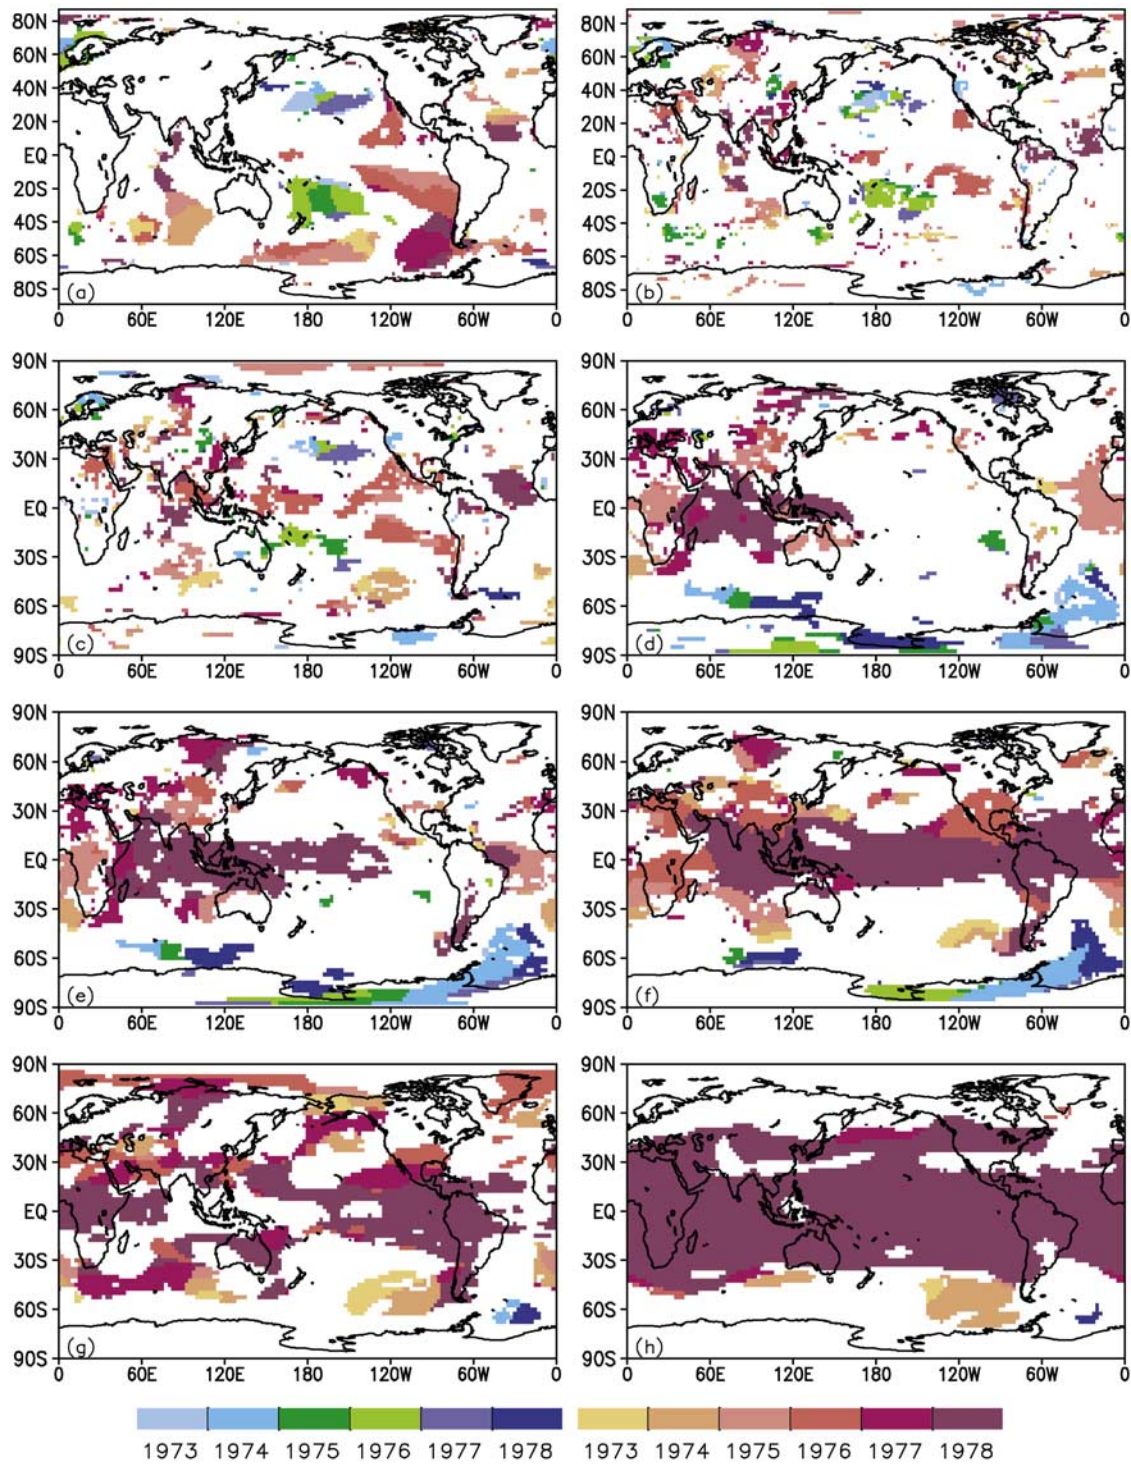 80N 80N
60N 60N
40N 40N
20N 20N
EQ EQ
20S 20S
40S 40S
60S 60S
80S (a) 80S (b)
0 60E 120E 180 120W 60W 0 0 60E 120E 180 120W 60W 0
90N 90N
60N 60N
30N 30N
EQ EQ
30S 30S
60S 60S
90S (c) 90S (d)
0 60E 120E 180 120W 60W 0 0 60E 120E 180 120W 60W 0
90N 90N
60N 60N
30N 30N
EQ EQ
30S 30S
60S 60S
90S (e) 90S (f)
0 60E 120E 180 120W 60W 0 0 60E 120E 180 120W 60W 0
90N 90N
60N 60N
30N 30N
EQ EQ
30S 30S
60S 60S
90S (g) 90S (h)
0 60E 120E 180 120W 60W 0 0 60E 120E 180 120W 60W 0
1973 1974 1975 1976 1977 1978 1973 1974 1975 1976 1977 1978